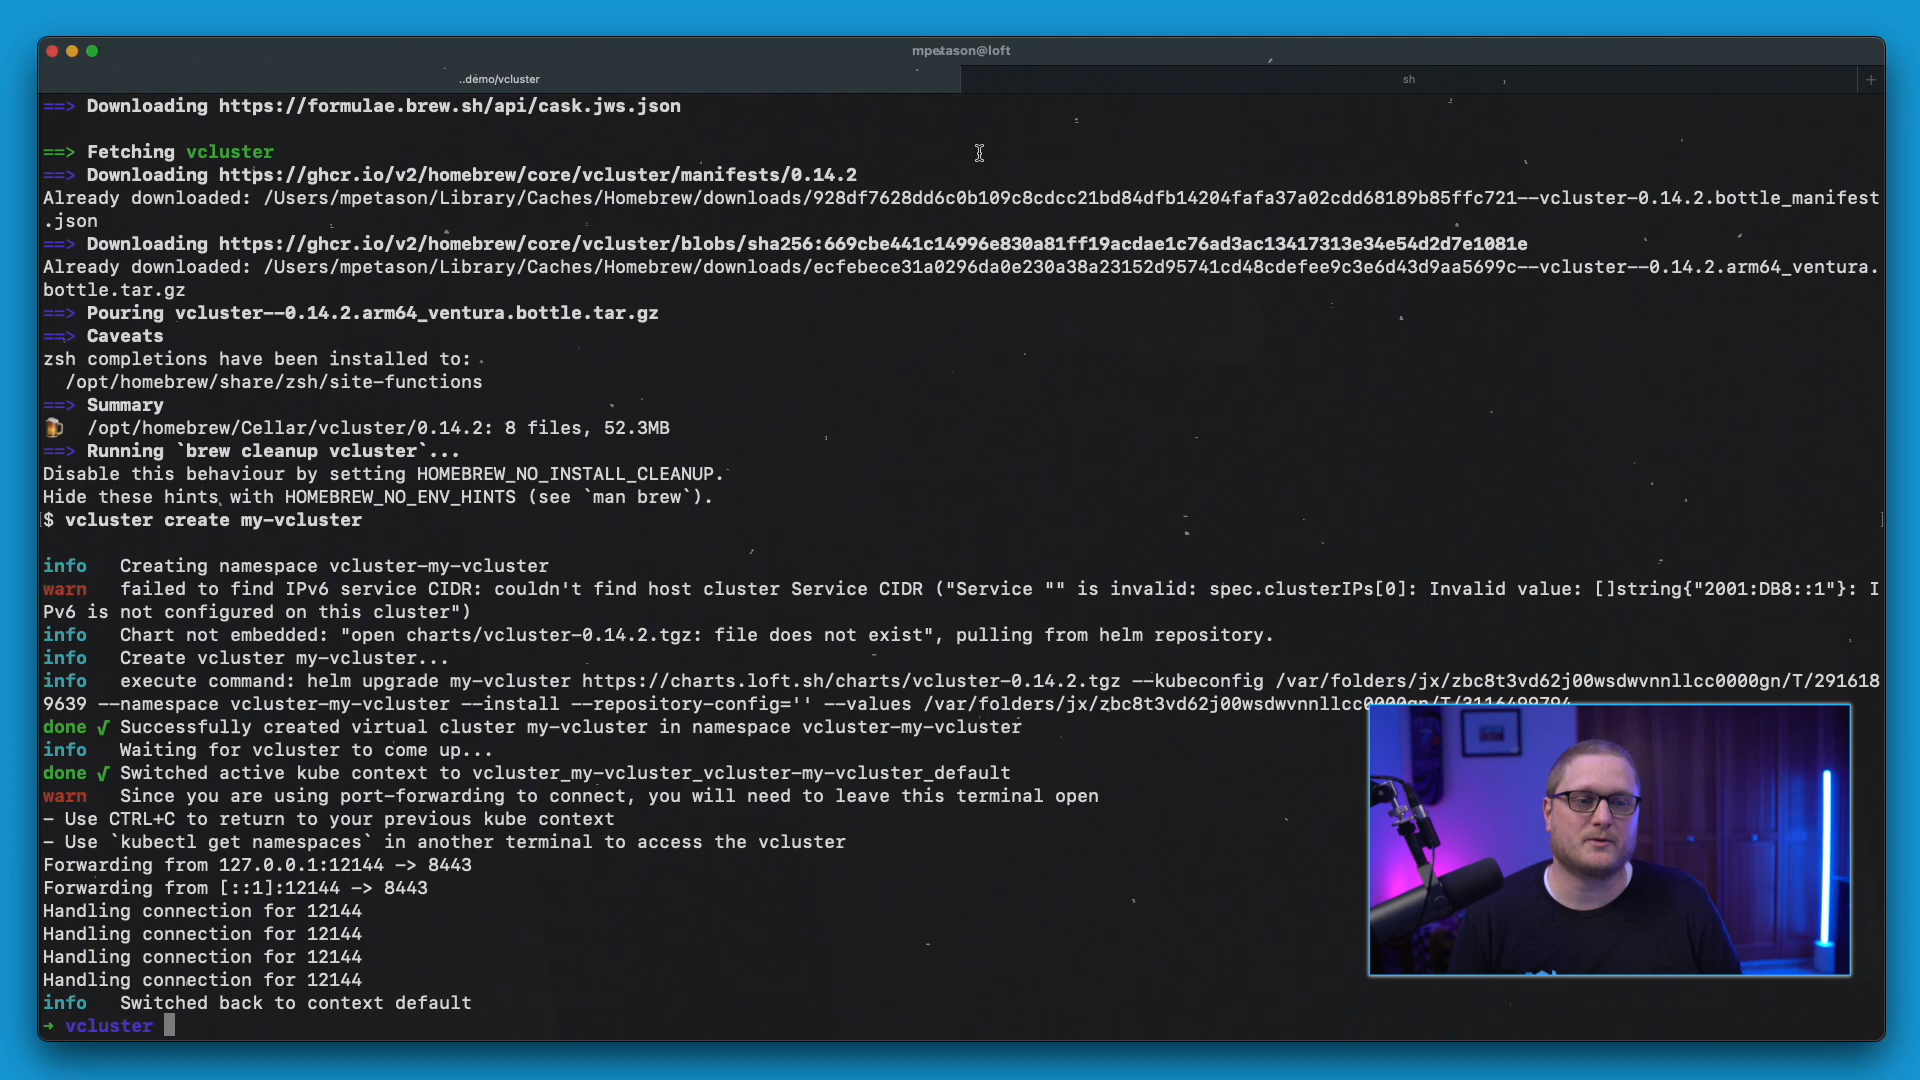 mpetason@loft
..demo/vcluster
sh
+
==> Downloading https://formulae.brew.sh/api/cask.jws.json
==> Fetching vcluster
==> Downloading https://ghcr.io/v2/homebrew/core/vcluster/manifests/0.14.2
Already downloaded: /Users/mpetason/Library/Caches/Homebrew/downloads/928df7628dd6c0b109c8cdcc21bd84dfb14204fafa37a02cdd68189b85ffc721--vcluster-0.14.2.bottle_manifest
.json
==> Downloading https://ghcr.io/v2/homebrew/core/vcluster/blobs/sha256:669cbe441c14996e830a81ff19acdae1c76ad3ac13417313e34e54d2d7e1081e
Already downloaded: /Users/mpetason/Library/Caches/Homebrew/downloads/ecfebece31a0296da0e230a38a23152d95741cd48cdefee9c3e6d43d9aa5699c--vcluster--0.14.2.arm64_ventura.
bottle.tar.gz
==> Pouring vcluster--0.14.2.arm64_ventura.bottle.tar.gz
==> Caveats
zsh completions have been installed to:
/opt/homebrew/share/zsh/site-functions
==> Summary
🍺 /opt/homebrew/Cellar/vcluster/0.14.2: 8 files, 52.3MB
==> Running `brew cleanup vcluster`...
Disable this behaviour by setting HOMEBREW_NO_INSTALL_CLEANUP.
Hide these hints with HOMEBREW_NO_ENV_HINTS (see `man brew`).
[$ vcluster create my-vcluster ]
info Creating namespace vcluster-my-vcluster
warn failed to find IPv6 service CIDR: couldn't find host cluster Service CIDR ("Service "" is invalid: spec.clusterIPs[0]: Invalid value: []string{"2001:DB8::1"}: I
Pv6 is not configured on this cluster")
info Chart not embedded: "open charts/vcluster-0.14.2.tgz: file does not exist", pulling from helm repository.
info Create vcluster my-vcluster...
info execute command: helm upgrade my-vcluster https://charts.loft.sh/charts/vcluster-0.14.2.tgz --kubeconfig /var/folders/jx/zbc8t3vd62j00wsdwvnnllcc0000gn/T/291618
9639 --namespace vcluster-my-vcluster --install --repository-config='' --values /var/folders/jx/zbc8t3vd62j00wsdwvnnllcc0000gn/T/3116499794
done √ Successfully created virtual cluster my-vcluster in namespace vcluster-my-vcluster
info Waiting for vcluster to come up...
done √ Switched active kube context to vcluster_my-vcluster_vcluster-my-vcluster_default
warn Since you are using port-forwarding to connect, you will need to leave this terminal open
- Use CTRL+C to return to your previous kube context
- Use `kubectl get namespaces` in another terminal to access the vcluster
Forwarding from 127.0.0.1:12144 -> 8443
Forwarding from [::1]:12144 -> 8443
Handling connection for 12144
Handling connection for 12144
Handling connection for 12144
Handling connection for 12144
info Switched back to context default
➜ vcluster